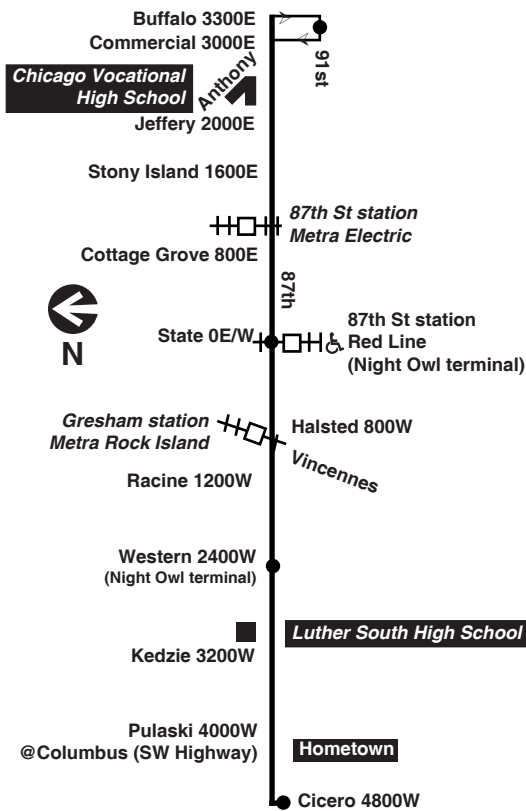 Buffalo 3300E
Commercial 3000E
91st
Chicago Vocational
High School
Anthony
Jeffery 2000E
Stony Island 1600E
87th St station
Metra Electric
Cottage Grove 800E
87th
N
State 0E/W
87th St station
Red Line
(Night Owl terminal)
Gresham station
Metra Rock Island
Halsted 800W
Vincennes
Racine 1200W
Western 2400W
(Night Owl terminal)
Luther South High School
Kedzie 3200W
Pulaski 4000W
@Columbus (SW Highway)
Hometown
Cicero 4800W